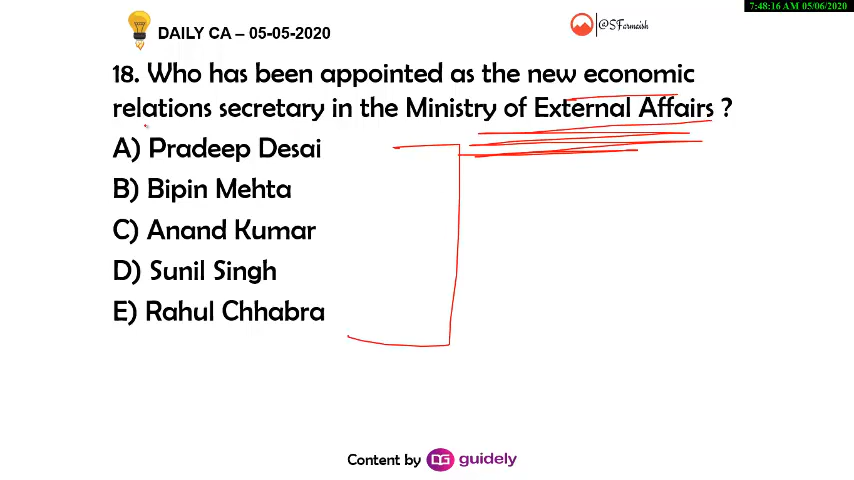 7:48:16 AM 05/06/2020
DAILY CA – 05-05-2020
@SFarmaish
18. Who has been appointed as the new economic
relations secretary in the Ministry of External Affairs ?
A) Pradeep Desai
B) Bipin Mehta
C) Anand Kumar
D) Sunil Singh
E) Rahul Chhabra
Content by DG guidely